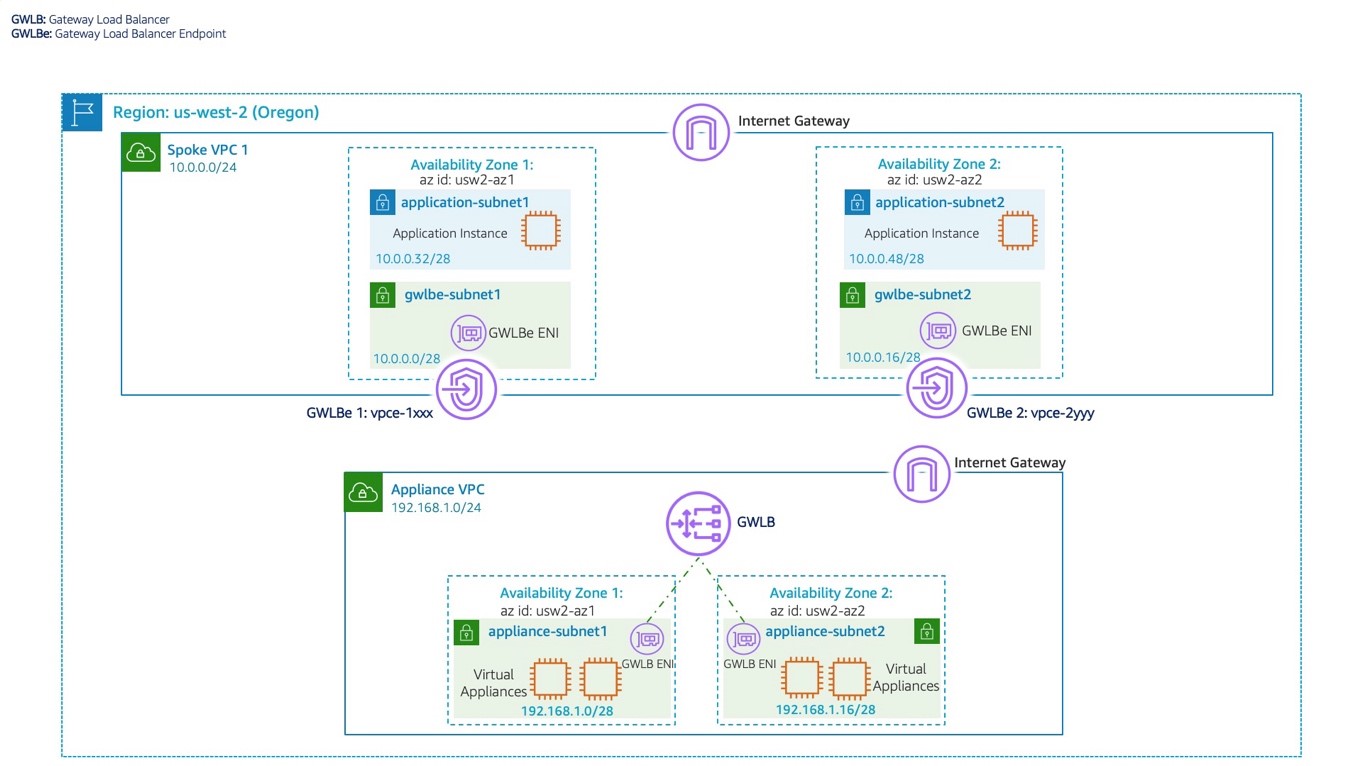 GWLB: Gateway Load Balancer
GWLBe: Gateway Load Balancer Endpoint
Region: us-west-2 (Oregon)
Internet Gateway
Spoke VPC 1
10.0.0.0/24
Availability Zone 1:
az id: usw2-az1
application-subnet1
Application Instance
10.0.0.32/28
gwlbe-subnet1
GWLBe ENI
10.0.0.0/28
GWLBe 1: vpce-1xxx
Availability Zone 2:
az id: usw2-az2
application-subnet2
Application Instance
10.0.0.48/28
gwlbe-subnet2
GWLBe ENI
10.0.0.16/28
GWLBe 2: vpce-2yyy
Internet Gateway
Appliance VPC
192.168.1.0/24
GWLB
Availability Zone 1:
az id: usw2-az1
appliance-subnet1
GWLB ENI
Virtual
Appliances
192.168.1.0/28
Availability Zone 2:
az id: usw2-az2
appliance-subnet2
GWLB ENI
Virtual
Appliances
192.168.1.16/28